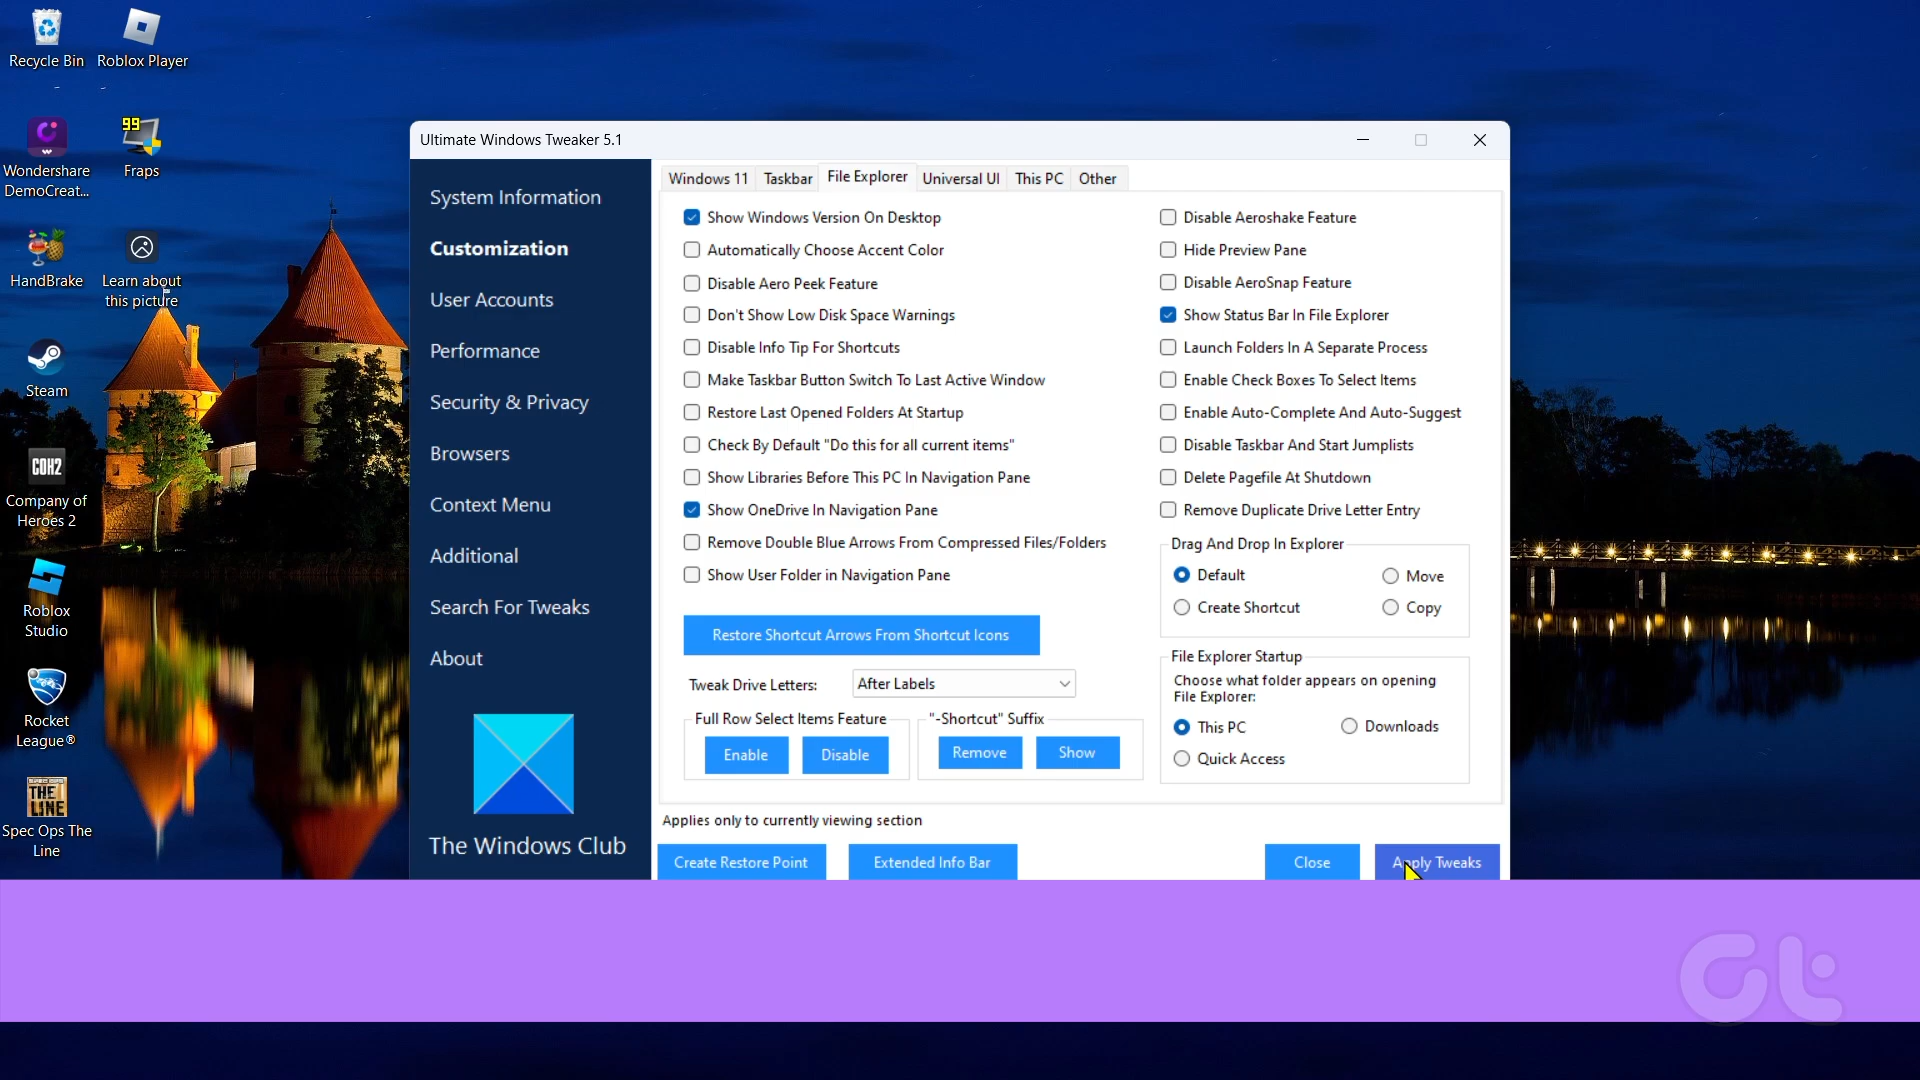 Recycle Bin
Roblox Player
99
Wondershare
DemoCreat...
Fraps
HandBrake
Learn about
this picture
Steam
COH2
Company of
Heroes 2
Roblox
Studio
Rocket
League®
THE
LINE
Spec Ops The
Line
Ultimate Windows Tweaker 5.1
System Information
Customization
User Accounts
Performance
Security & Privacy
Browsers
Context Menu
Additional
Search For Tweaks
About
The Windows Club
Windows 11
Taskbar
File Explorer
Universal UI
This PC
Other
Show Windows Version On Desktop
Automatically Choose Accent Color
Disable Aero Peek Feature
Don't Show Low Disk Space Warnings
Disable Info Tip For Shortcuts
Make Taskbar Button Switch To Last Active Window
Restore Last Opened Folders At Startup
Check By Default "Do this for all current items"
Show Libraries Before This PC In Navigation Pane
Show OneDrive In Navigation Pane
Remove Double Blue Arrows From Compressed Files/Folders
Show User Folder in Navigation Pane
Restore Shortcut Arrows From Shortcut Icons
Tweak Drive Letters:
After Labels
Full Row Select Items Feature
Enable
Disable
"-Shortcut" Suffix
Remove
Show
Disable Aeroshake Feature
Hide Preview Pane
Disable AeroSnap Feature
Show Status Bar In File Explorer
Launch Folders In A Separate Process
Enable Check Boxes To Select Items
Enable Auto-Complete And Auto-Suggest
Disable Taskbar And Start Jumplists
Delete Pagefile At Shutdown
Remove Duplicate Drive Letter Entry
Drag And Drop In Explorer
Default
Move
Create Shortcut
Copy
File Explorer Startup
Choose what folder appears on opening
File Explorer:
This PC
Downloads
Quick Access
Applies only to currently viewing section
Create Restore Point
Extended Info Bar
Close
Apply Tweaks
Gt